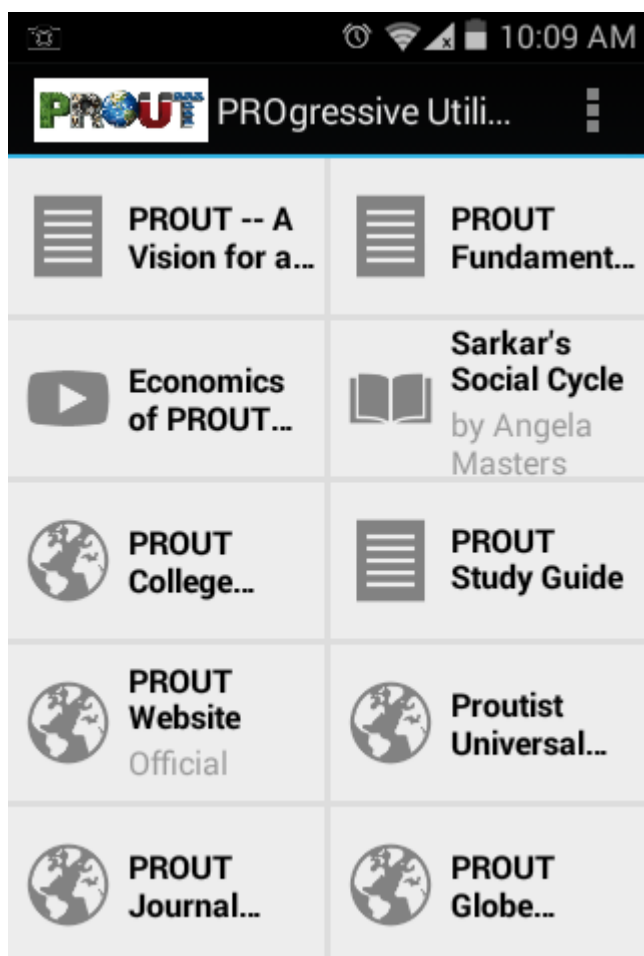 10:09 AM
PROUT PROgressive Utili...
PROUT -- A
Vision for a...
PROUT
Fundament...
Economics
of PROUT...
Sarkar's
Social Cycle
by Angela
Masters
PROUT
College...
PROUT
Study Guide
PROUT
Website
Official
Proutist
Universal...
PROUT
Journal...
PROUT
Globe...